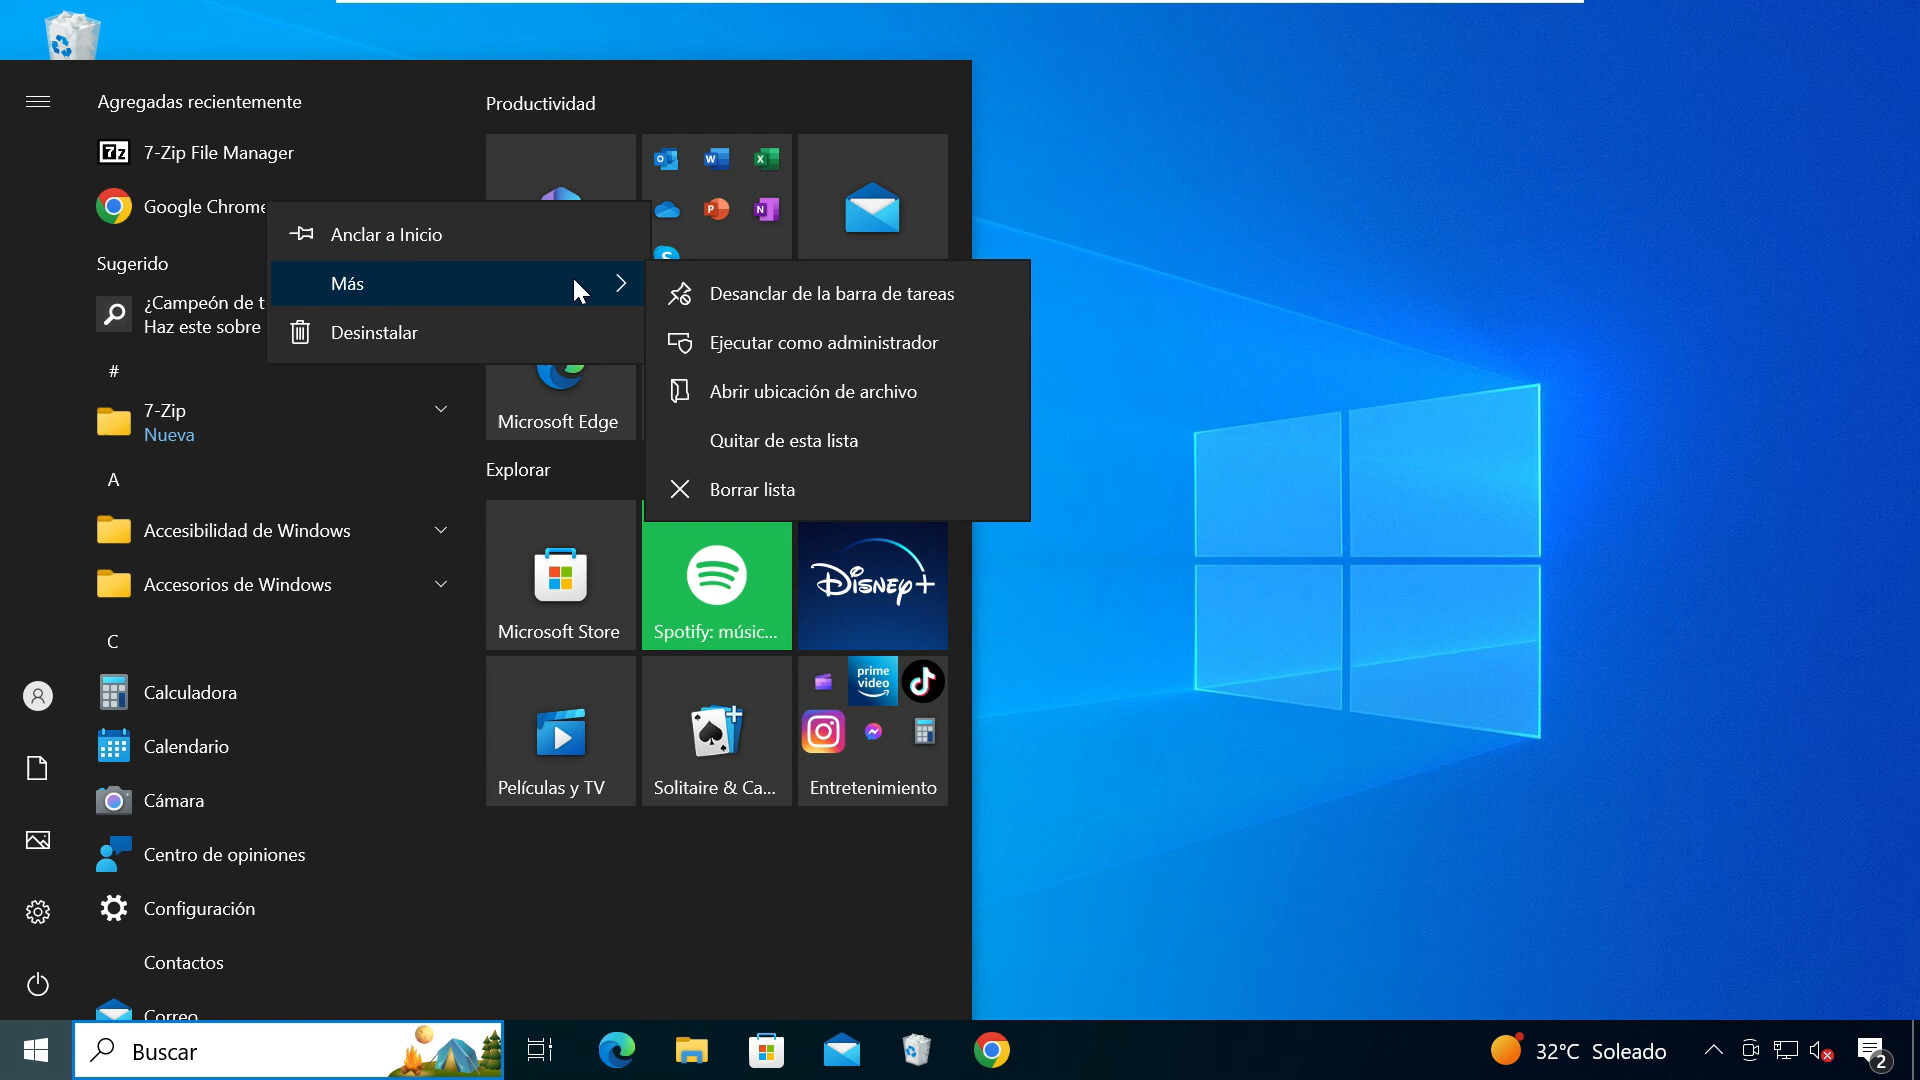 Agregadas recientemente
7z
7-Zip File Manager
Google Chrome
Sugerido
¿Campeón de t
Haz este sobre
#
7-Zip
Nueva
A
Accesibilidad de Windows
Accesorios de Windows
C
Calculadora
Calendario
Cámara
Centro de opiniones
Configuración
Contactos
Correo
Anclar a Inicio
Más
Desinstalar
Desanclar de la barra de tareas
Ejecutar como administrador
Abrir ubicación de archivo
Quitar de esta lista
Borrar lista
Productividad
O
W
X
P
N
S
Microsoft Edge
Explorar
Microsoft Store
Spotify: músic...
Disney+
Películas y TV
Solitaire & Ca...
prime
video
Entretenimiento
Buscar
32°C Soleado
2